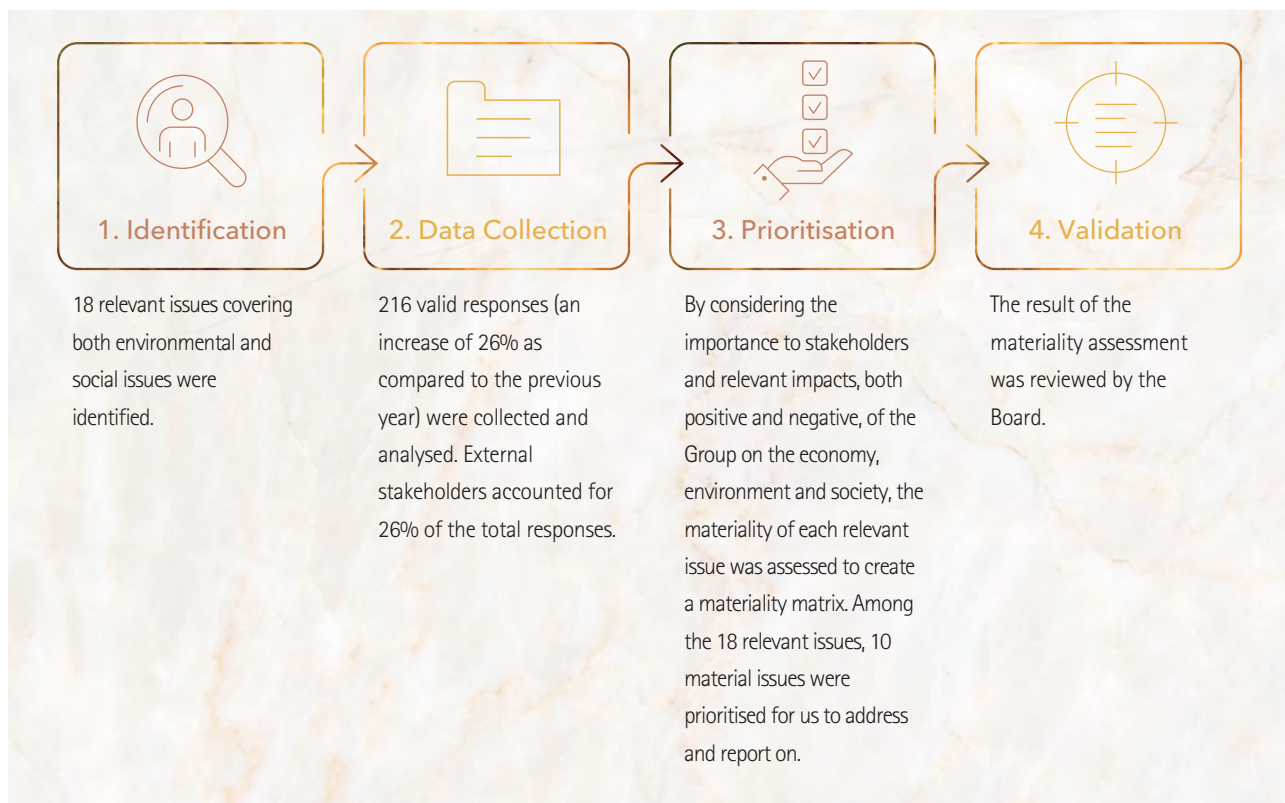 1. Identification
18 relevant issues covering
both environmental and
social issues were
identified.
2. Data Collection
216 valid responses (an
increase of 26% as
compared to the previous
year) were collected and
analysed. External
stakeholders accounted for
26% of the total responses.
3. Prioritisation
By considering the
importance to stakeholders
and relevant impacts, both
positive and negative, of the
Group on the economy,
environment and society, the
materiality of each relevant
issue was assessed to create
a materiality matrix. Among
the 18 relevant issues, 10
material issues were
prioritised for us to address
and report on.
4. Validation
The result of the
materiality assessment
was reviewed by the
Board.